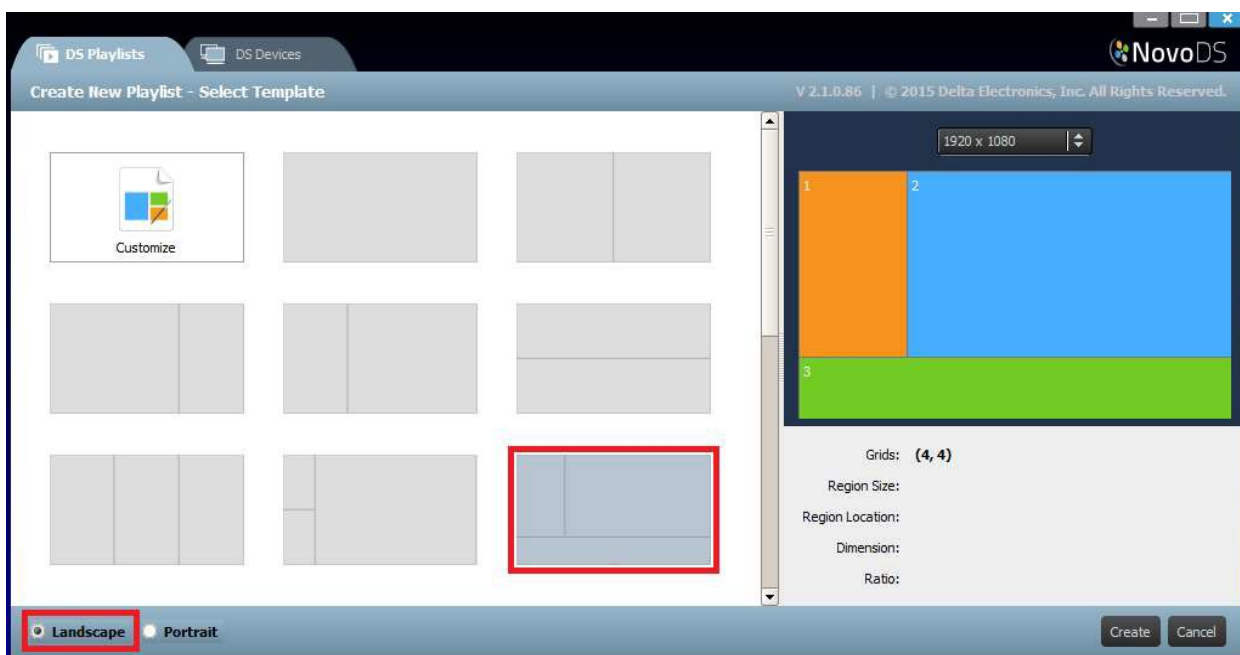 DS Playlists
DS Devices
NovoDS
Create New Playlist - Select Template
V 2.1.0.86 | © 2015 Delta Electronics, Inc. All Rights Reserved.
Customize
1920 x 1080
1
2
3
Grids: (4, 4)
Region Size:
Region Location:
Dimension:
Ratio:
Landscape
Portrait
Create
Cancel